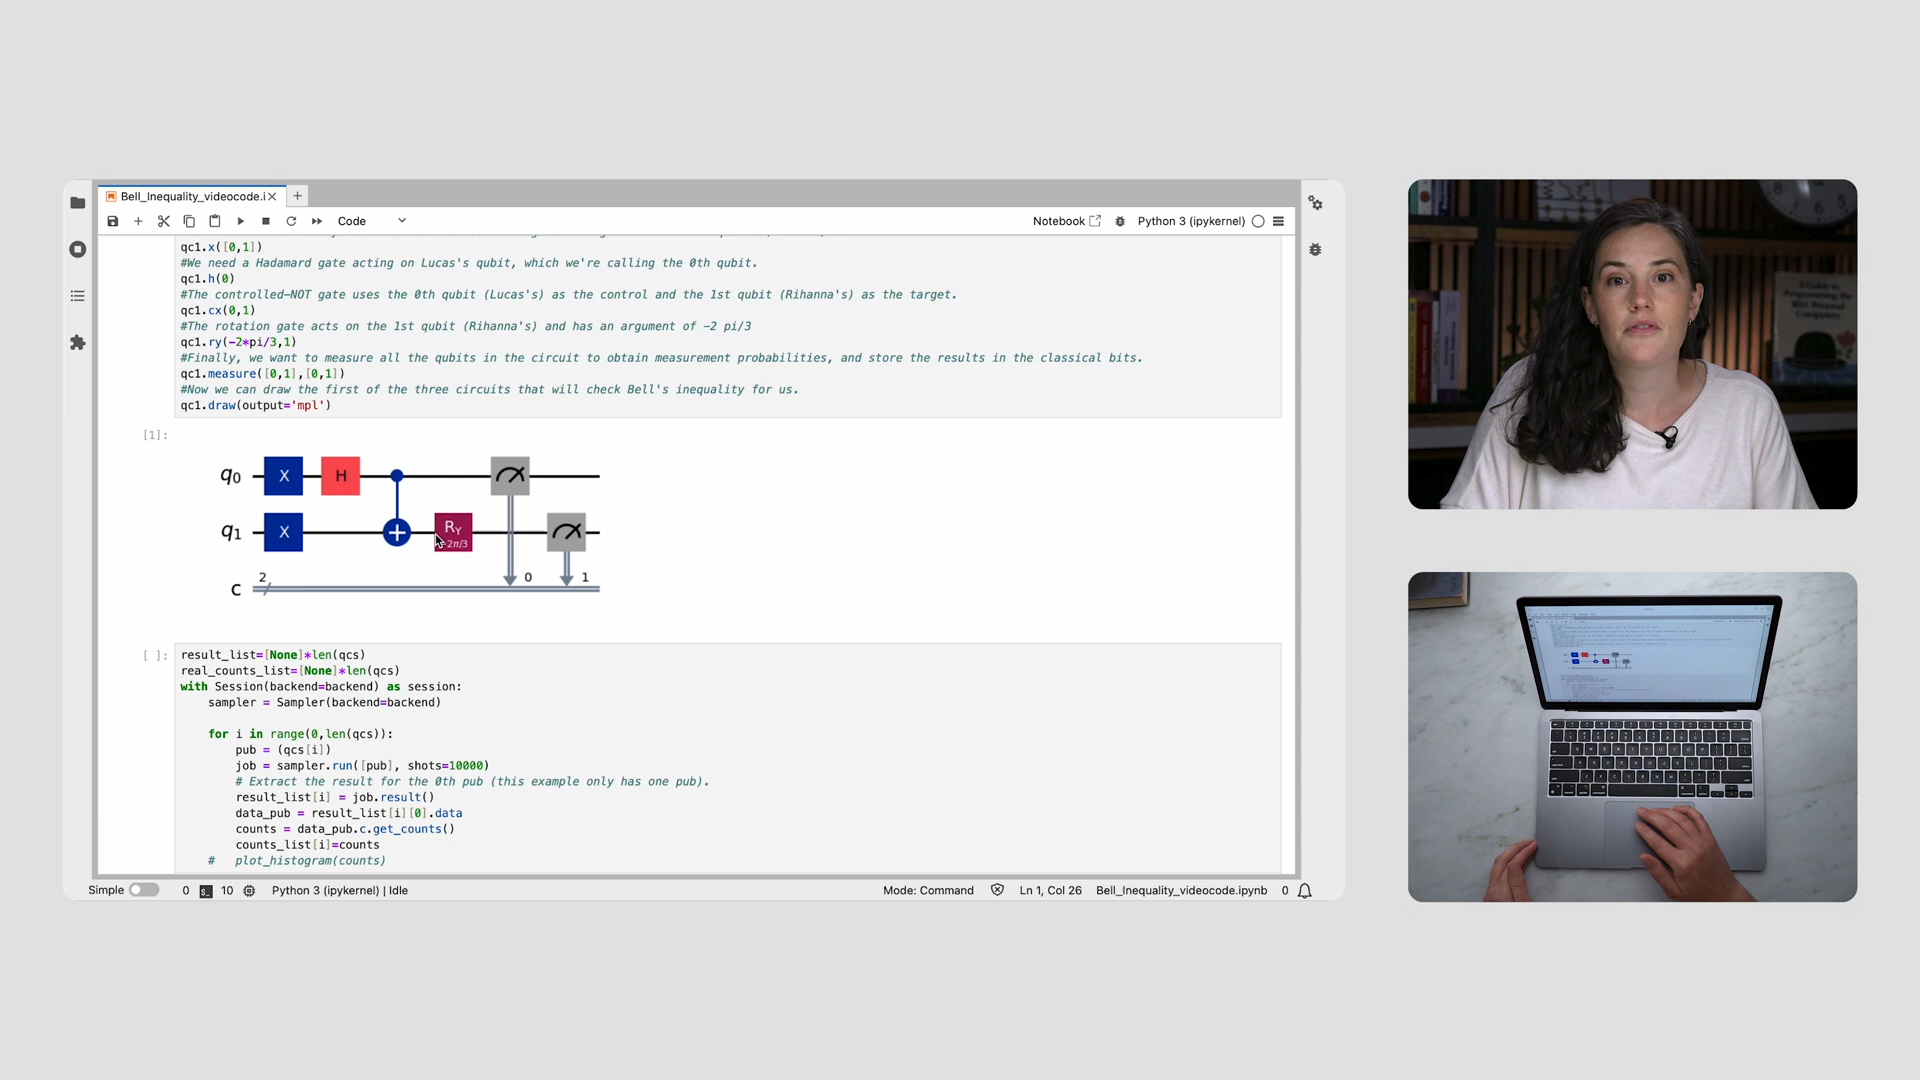 Bell_Inequality_videocode.i
Code
Notebook
Python 3 (ipykernel)
qc1.x([0,1])
#We need a Hadamard gate acting on Lucas's qubit, which we're calling the 0th qubit.
qc1.h(0)
#The controlled-NOT gate uses the 0th qubit (Lucas's) as the control and the 1st qubit (Rihanna's) as the target.
qc1.cx(0,1)
#The rotation gate acts on the 1st qubit (Rihanna's) and has an argument of -2 pi/3
qc1.ry(-2*pi/3,1)
#Finally, we want to measure all the qubits in the circuit to obtain measurement probabilities, and store the results in the classical bits.
qc1.measure([0,1],[0,1])
#Now we can draw the first of the three circuits that will check Bell's inequality for us.
qc1.draw(output='mpl')
[1]:
q0 X H
q1 X RY
-2π/3
2 0 1
c
[ ]:
result_list=[None]*len(qcs)
real_counts_list=[None]*len(qcs)
with Session(backend=backend) as session:
sampler = Sampler(backend=backend)
for i in range(0,len(qcs)):
pub = (qcs[i])
job = sampler.run([pub], shots=10000)
# Extract the result for the 0th pub (this example only has one pub).
result_list[i] = job.result()
data_pub = result_list[i][0].data
counts = data_pub.c.get_counts()
counts_list[i]=counts
# plot_histogram(counts)
Simple 0 10 Python 3 (ipykernel) | Idle Mode: Command Ln 1, Col 26 Bell_Inequality_videocode.ipynb 0